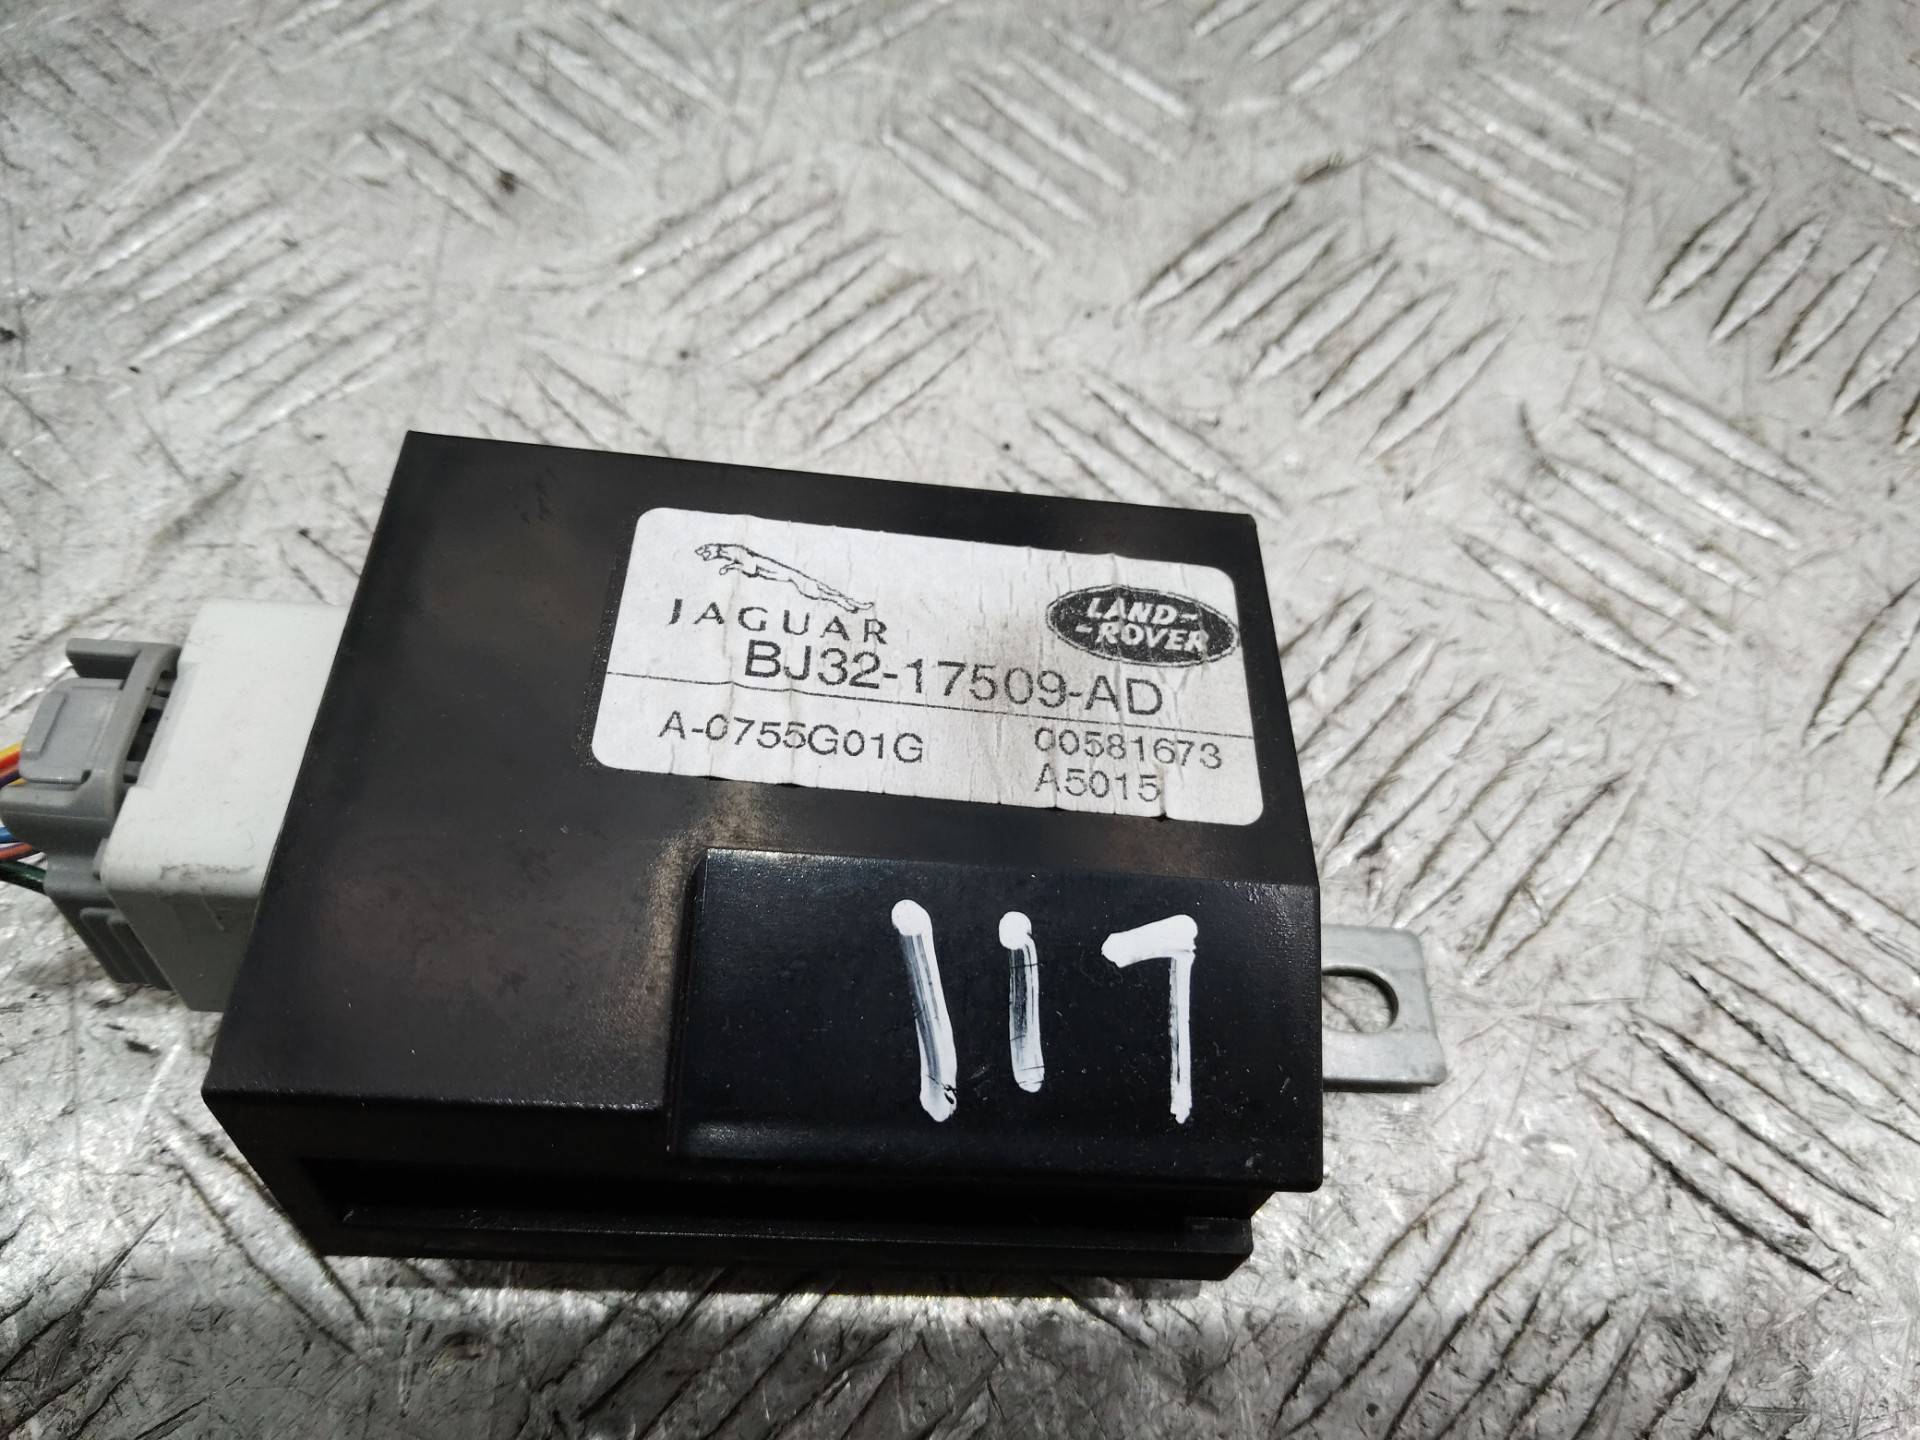 JAGUAR
LAND-
-ROVER
BJ32-17509-AD
A-0755G01G 00581673
A5015
117